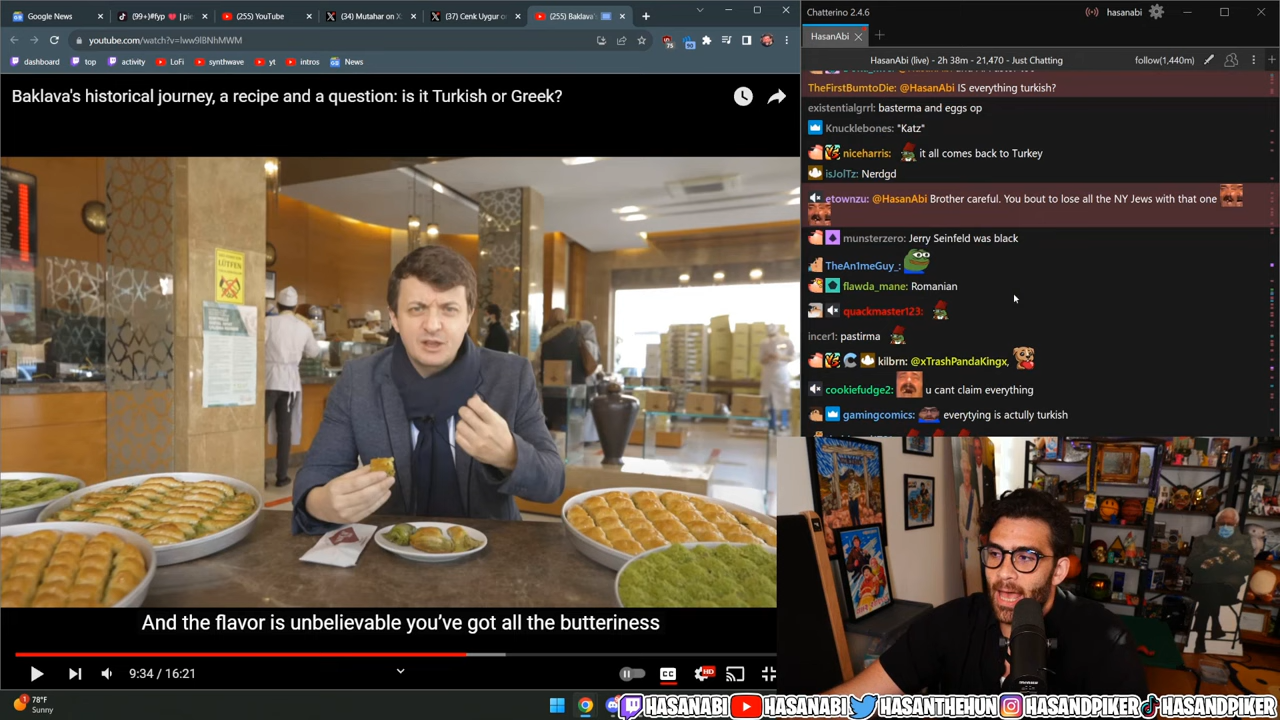 Google News
(99+)#fyp ❤️ | pie
(255) YouTube
(34) Mutahar on X
(37) Cenk Uygur
(255) Baklava's
youtube.com/watch?v=lww9lBNhMWM
75
90
dashboard
top
activity
LoFi
synthwave
yt
intros
News
Baklava's historical journey, a recipe and a question: is it Turkish or Greek?
LÜTFEN
And the flavor is unbelievable you've got all the butteriness
9:34 / 16:21
CC
HD
78°F
Sunny
Chatterino 2.4.6
hasanabi
HasanAbi
HasanAbi (live) - 2h 38m - 21,470 - Just Chatting
follow(1,440m)
TheFirstBumtoDie: @HasanAbi IS everything turkish?
existentialgrrl: basterma and eggs op
Knucklebones: "Katz"
niceharris: it all comes back to Turkey
isJolTz: Nerdgd
etownzu: @HasanAbi Brother careful. You bout to lose all the NY Jews with that one
munsterzero: Jerry Seinfeld was black
TheAn1meGuy_:
flawda_mane: Romanian
quackmaster123:
incer1: pastirma
kilbrn: @xTrashPandaKingx,
cookiefudge2: u cant claim everything
gamingcomics: everytying is actully turkish
HASANABI HASANABI HASANTHEHUN HASANDPIKER HASANDPIKER